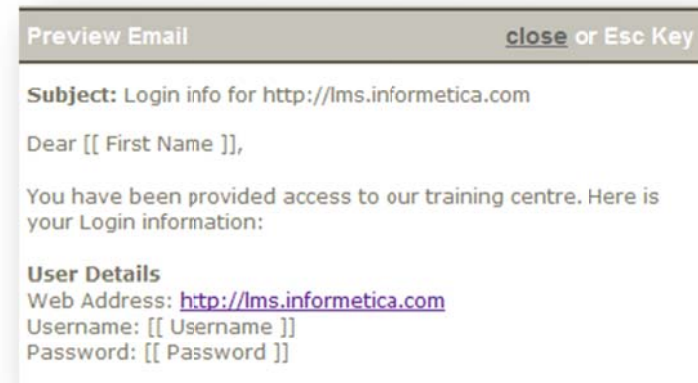 Preview Email close or Esc Key
Subject: Login info for http://lms.informetica.com
Dear [[ First Name ]],
You have been provided access to our training centre. Here is
your Login information:
User Details
Web Address: http://lms.informetica.com
Username: [[ Username ]]
Password: [[ Password ]]